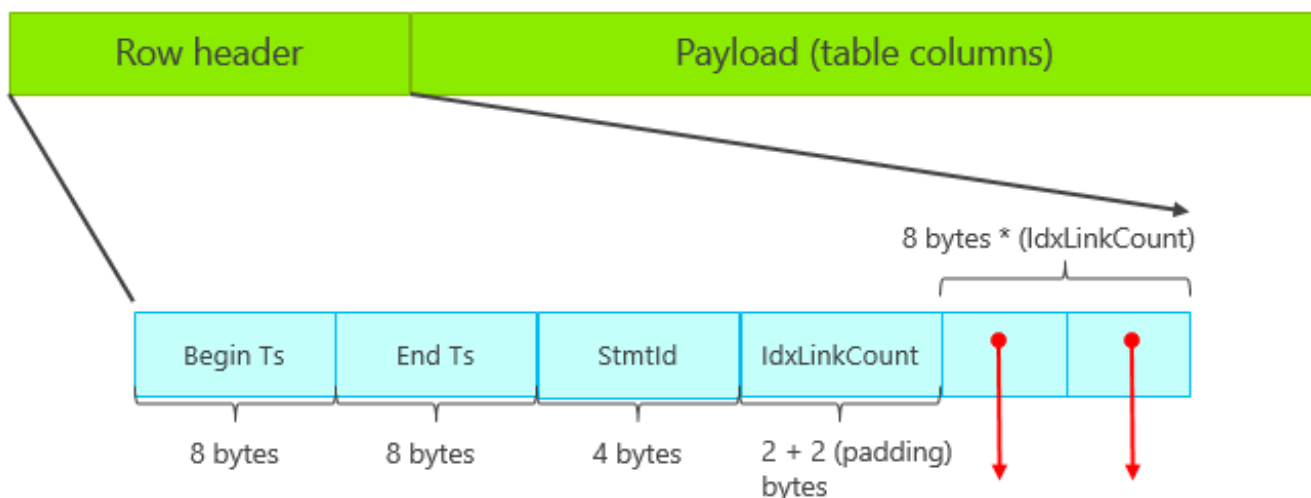 Row header
Payload (table columns)
8 bytes * (IdxLinkCount)
Begin Ts
End Ts
StmtId
IdxLinkCount
8 bytes
8 bytes
4 bytes
2 + 2 (padding)
bytes